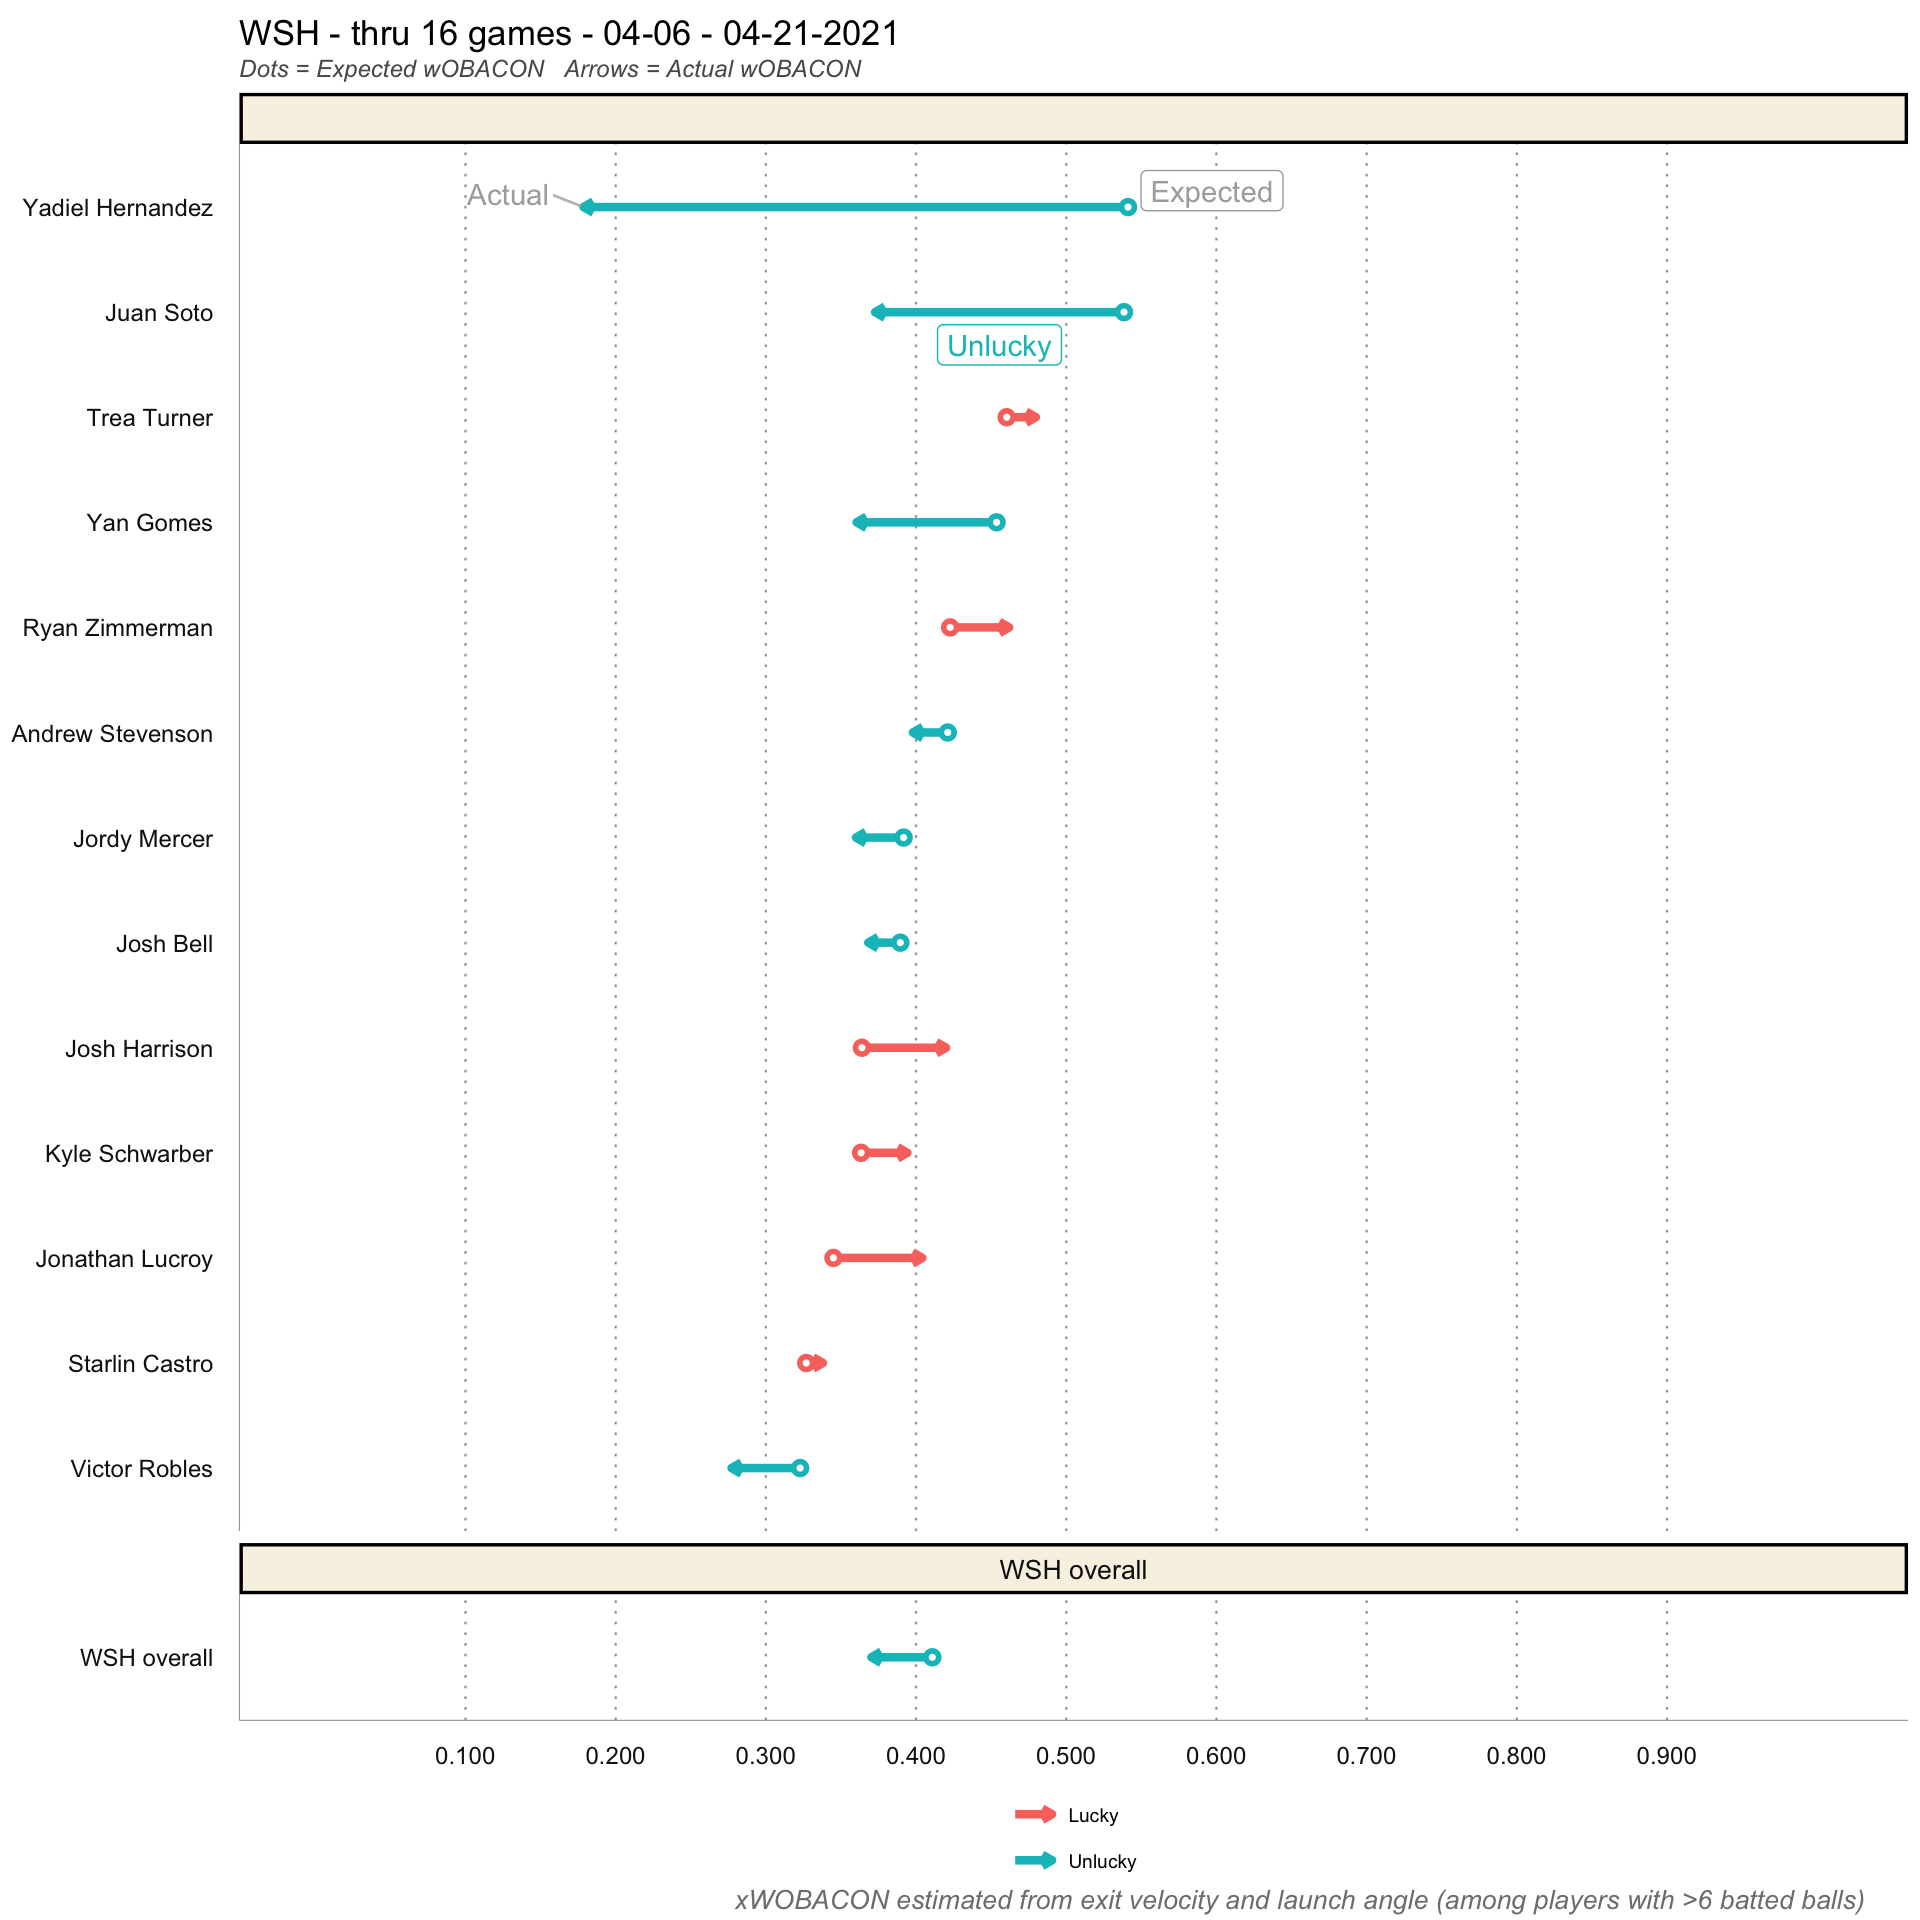 WSH - thru 16 games - 04-06 - 04-21-2021
Dots = Expected wOBACON   Arrows = Actual wOBACON
Yadiel Hernandez
Actual
Expected
Juan Soto
Unlucky
Trea Turner
Yan Gomes
Ryan Zimmerman
Andrew Stevenson
Jordy Mercer
Josh Bell
Josh Harrison
Kyle Schwarber
Jonathan Lucroy
Starlin Castro
Victor Robles
WSH overall
WSH overall
0.100 0.200 0.300 0.400 0.500 0.600 0.700 0.800 0.900
Lucky
Unlucky
xWOBACON estimated from exit velocity and launch angle (among players with >6 batted balls)